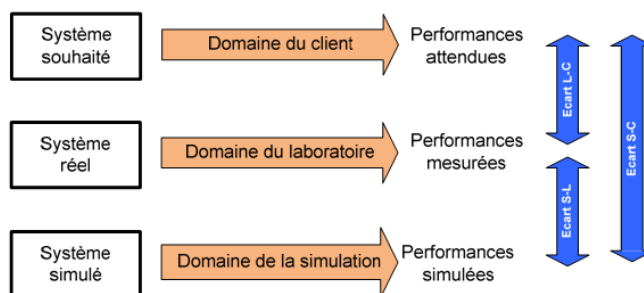 Système
souhaité
Domaine du client
Performances
attendues
Ecart L-C
Ecart S-C
Système
réel
Domaine du laboratoire
Performances
mesurées
Ecart S-L
Système
simulé
Domaine de la simulation
Performances
simulées